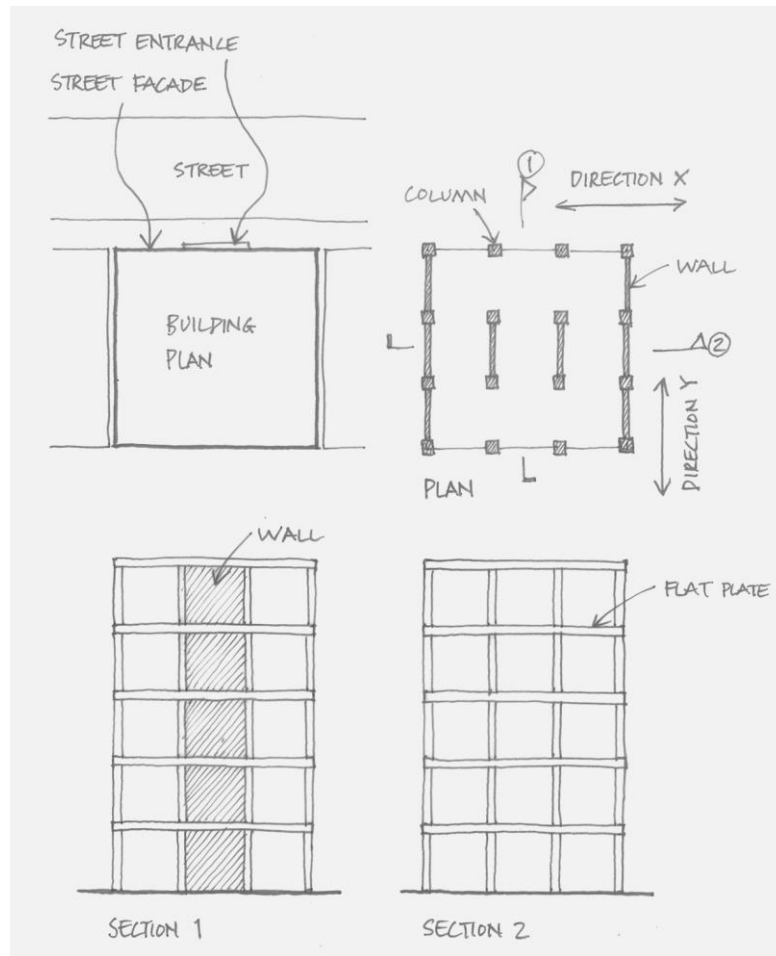 STREET ENTRANCE
STREET FACADE
STREET
BUILDING
PLAN
1
DIRECTION X
COLUMN
WALL
2
DIRECTION Y
PLAN
WALL
FLAT PLATE
SECTION 1
SECTION 2